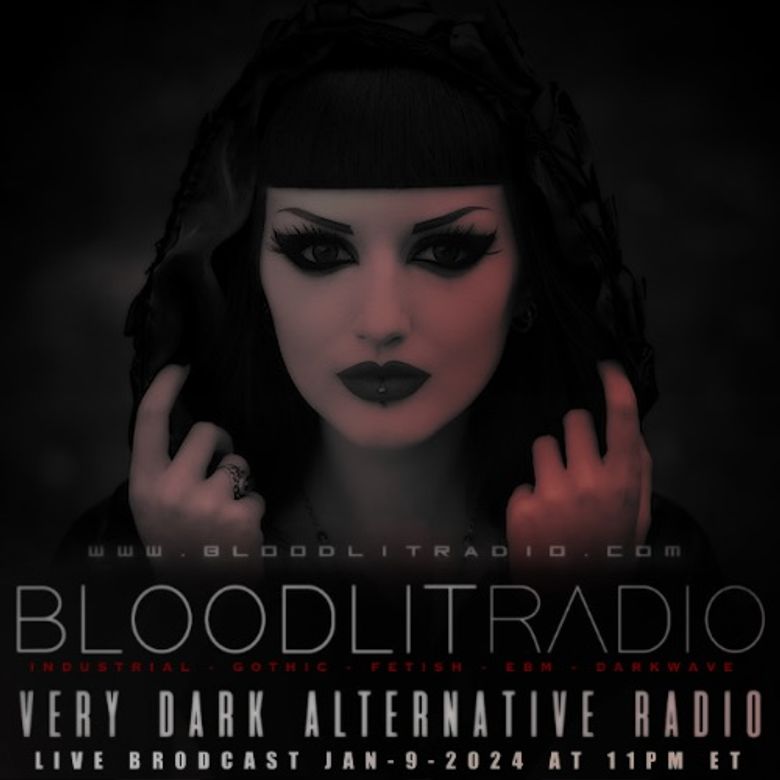 WWW.BLOODLITRADIO.COM
BLOODLITRADIO
INDUSTRIAL - GOTHIC - FETISH - EBM - DARKWAVE
VERY DARK ALTERNATIVE RADIO
LIVE BRODCAST JAN-9-2024 AT 11PM ET